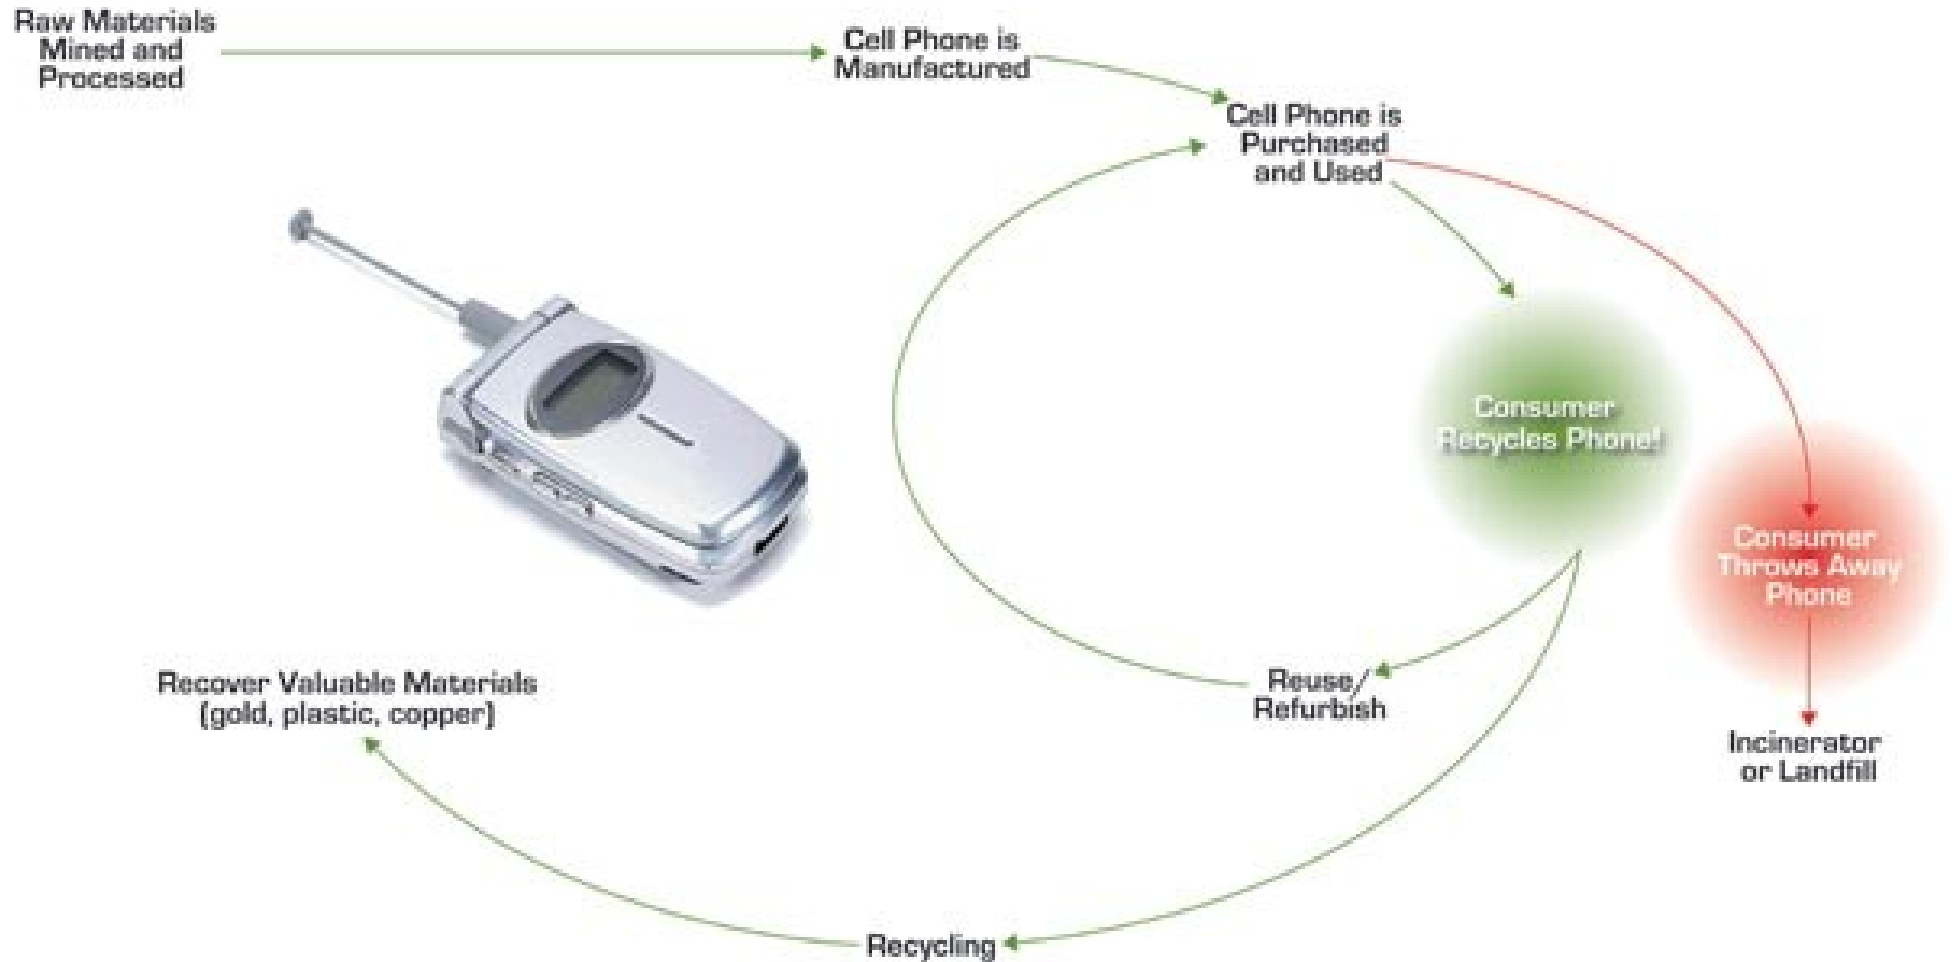 Raw Materials
Mined and
Processed
Cell Phone is
Manufactured
Cell Phone is
Purchased
and Used
Consumer
Recycles Phone!
Consumer
Throws Away
Phone
Reuse/
Refurbish
Recover Valuable Materials
(gold, plastic, copper)
Incinerator
or Landfill
Recycling